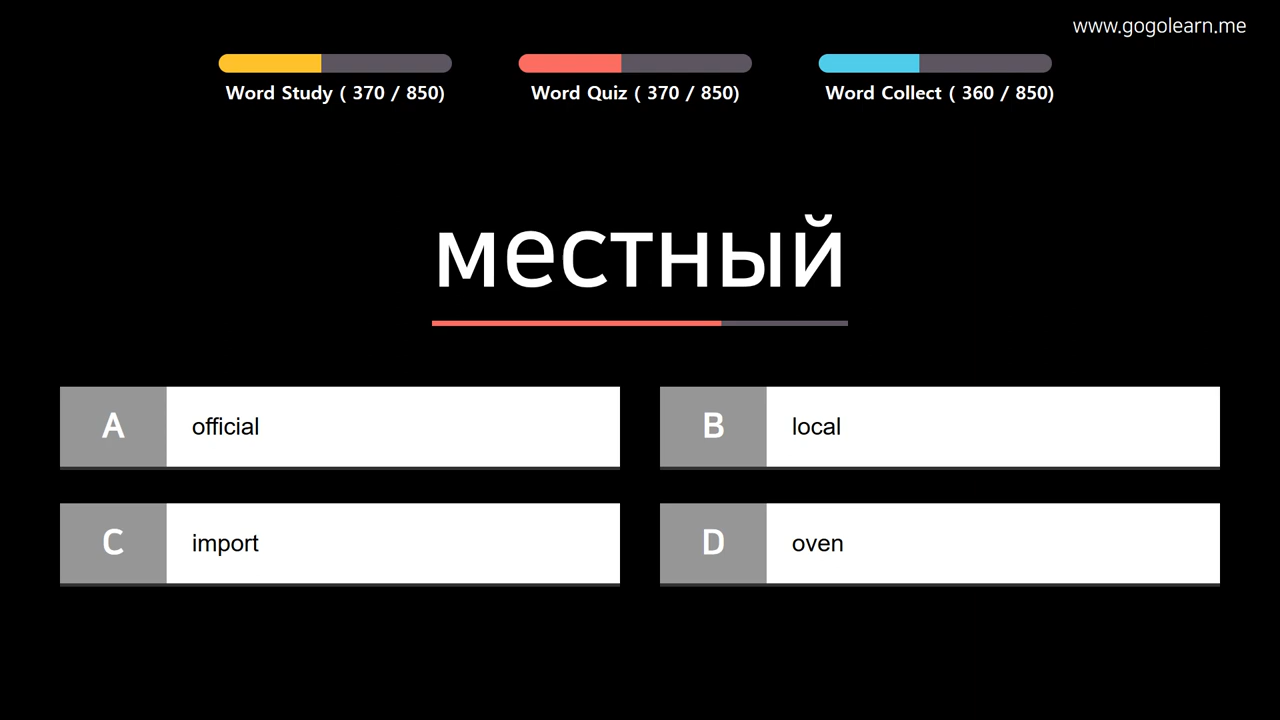 www.gogolearn.me
Word Study ( 370 / 850)
Word Quiz ( 370 / 850)
Word Collect ( 360 / 850)
местный
A official
B local
C import
D oven